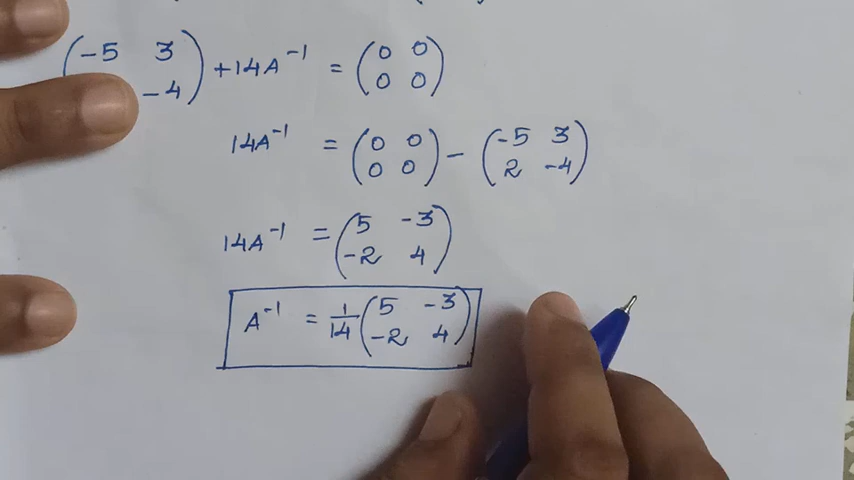 (-5 3 -4) + 14A⁻¹ = (0 0 0 0)
14A⁻¹ = (0 0 0 0) - (-5 3 2 -4)
14A⁻¹ = (5 -3 -2 4)
A⁻¹ = 1/14 (5 -3 -2 4)